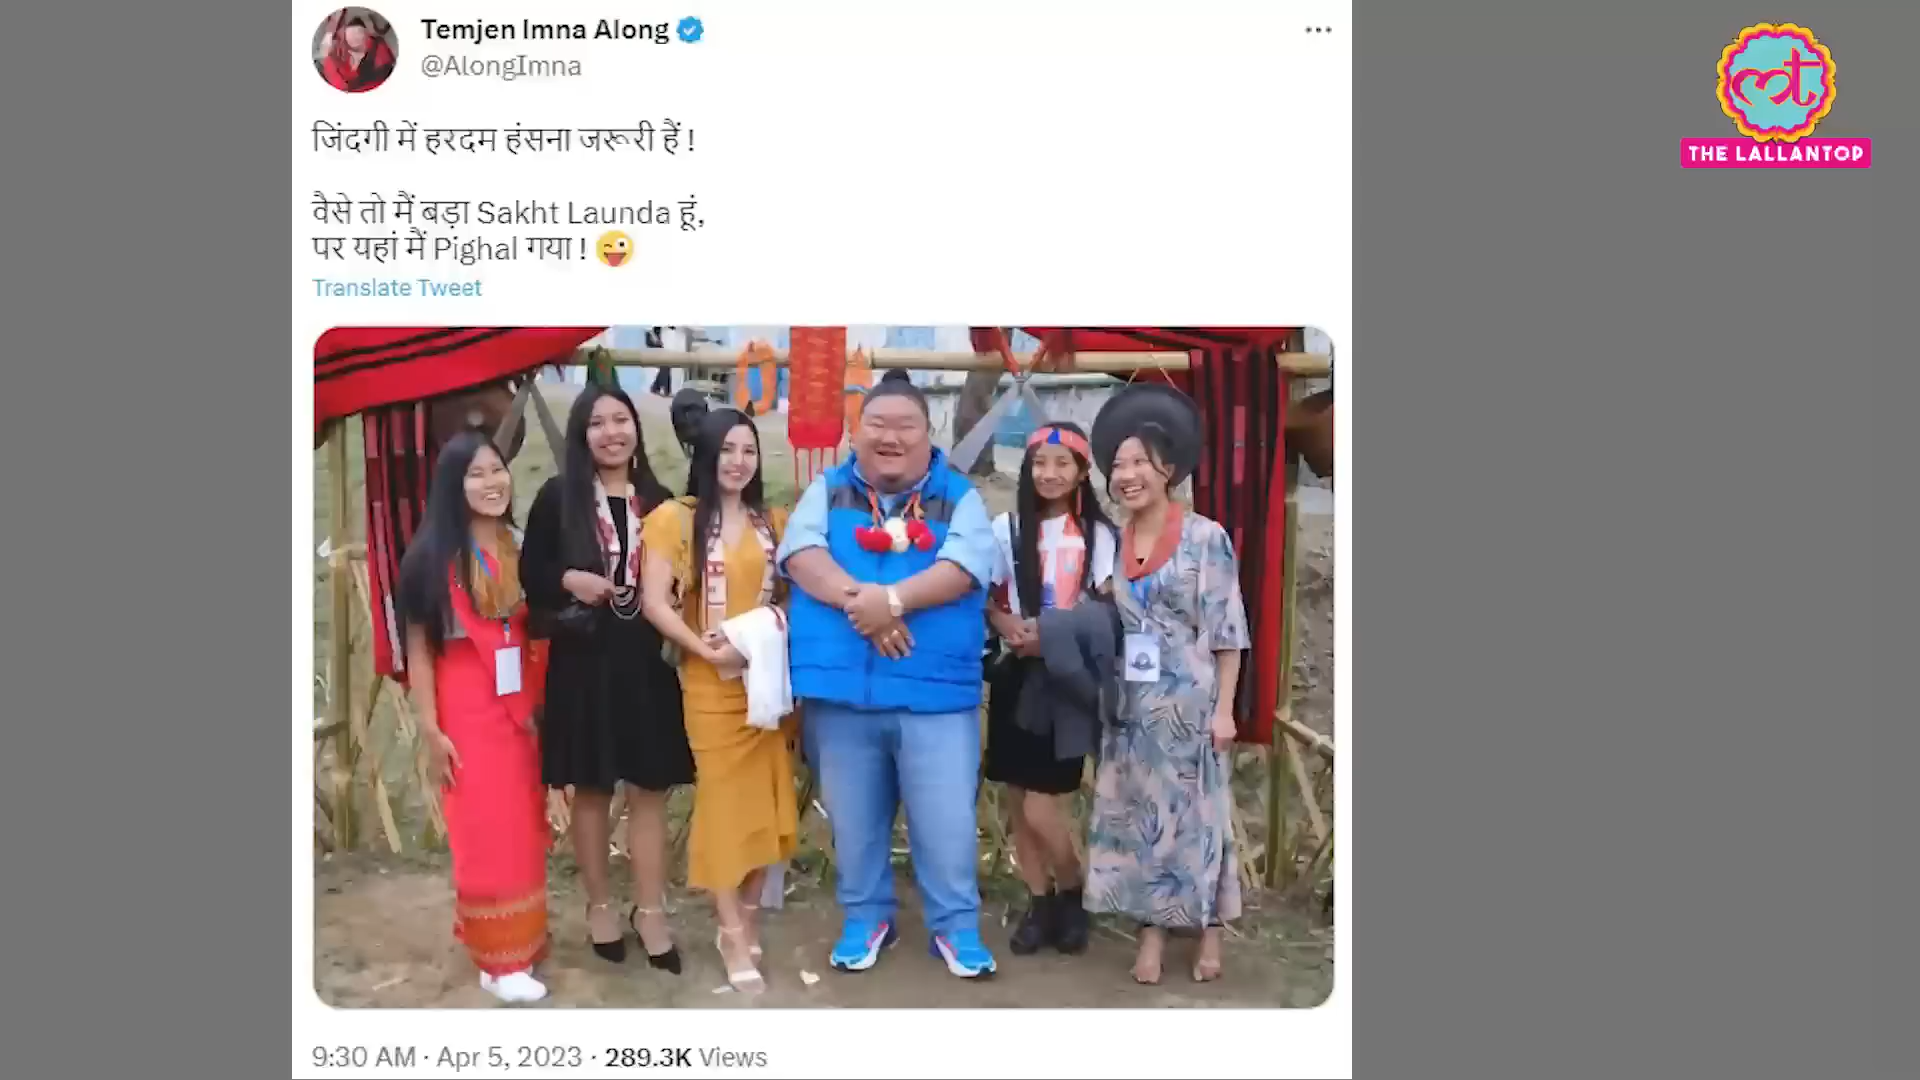 Temjen Imna Along
@AlongImna
जिंदगी में हरदम हंसना जरूरी हैं !
वैसे तो मैं बड़ा Sakht Launda हूं,
पर यहां मैं Pighal गया ! 😜
Translate Tweet
9:30 AM · Apr 5, 2023 · 289.3K Views
THE LALLANTOP